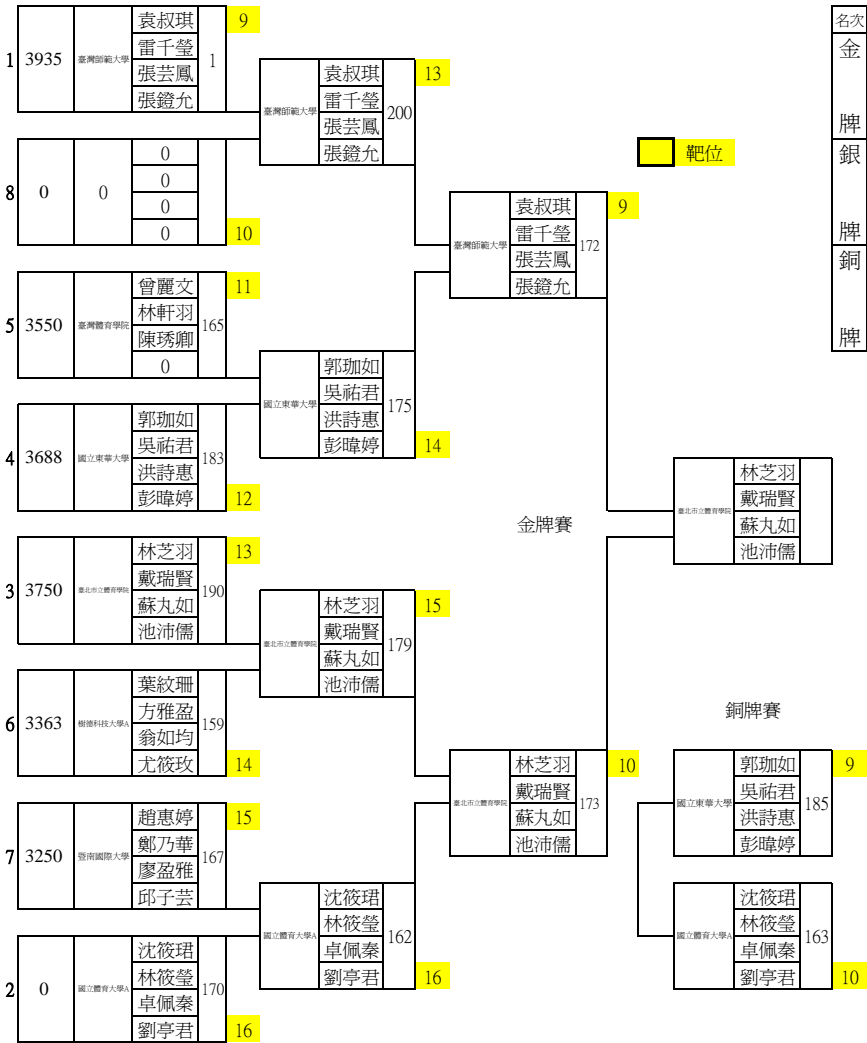 袁叔琪 9
雷千瑩
1 3935 臺灣師範大學 1
張芸鳳
張鐙允
0
0
8 0 0
0
0 10
曾麗文 11
林軒羽
5 3550 臺灣體育學院 165
陳琇卿
0
郭珈如
吳祐君
4 3688 國立東華大學 183
洪詩惠
彭暐婷 12
林芝羽 13
戴瑞賢
3 3750 臺北市立體育學院 190
蘇丸如
池沛儒
葉紋珊
方雅盈
6 3363 樹德科技大學A 159
翁如均
尤筱玫 14
趙惠婷 15
鄭乃華
7 3250 暨南國際大學 167
廖盈雅
邱子芸
沈筱珺
林筱瑩
2 0 國立體育大學A 170
卓佩秦
劉亭君 16
袁叔琪 13
雷千瑩
臺灣師範大學 200
張芸鳳
張鐙允
郭珈如
吳祐君
國立東華大學 175
洪詩惠
彭暐婷 14
林芝羽 15
戴瑞賢
臺北市立體育學院 179
蘇丸如
池沛儒
沈筱珺
林筱瑩
國立體育大學A 162
卓佩秦
劉亭君 16
袁叔琪 9
雷千瑩
臺灣師範大學 172
張芸鳳
張鐙允
金牌賽
林芝羽 10
戴瑞賢
臺北市立體育學院 173
蘇丸如
池沛儒
靶位
林芝羽
戴瑞賢
臺北市立體育學院
蘇丸如
池沛儒
銅牌賽
郭珈如 9
吳祐君
國立東華大學 185
洪詩惠
彭暐婷
沈筱珺
林筱瑩
國立體育大學A 163
卓佩秦
劉亭君 10
名次
金
牌
銀
牌
銅
牌